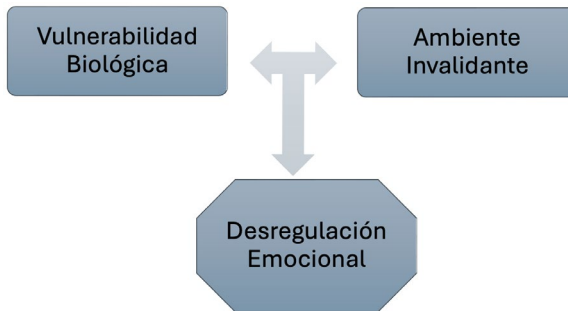 Vulnerabilidad
Biológica
Ambiente
Invalidante
Desregulación
Emocional